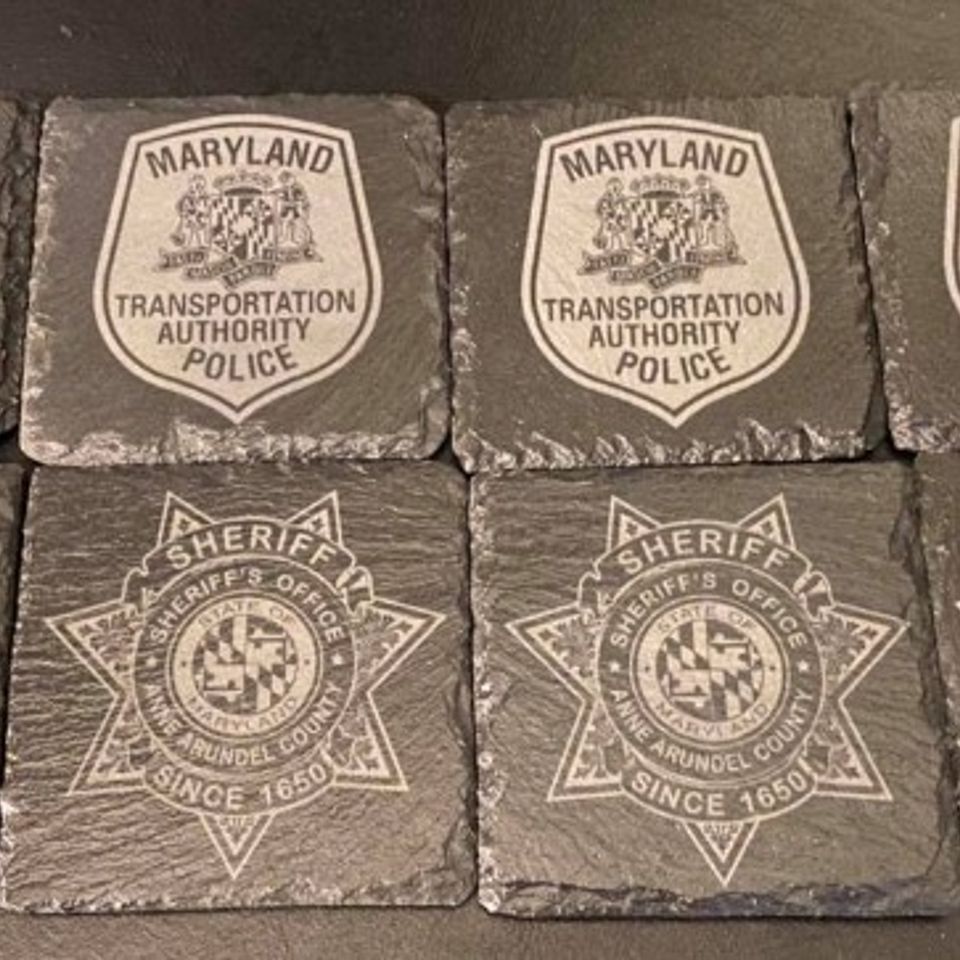 MARYLAND
TRANSPORTATION
AUTHORITY
POLICE
MARYLAND
TRANSPORTATION
AUTHORITY
POLICE
SHERIFF
SHERIFF'S OFFICE
STATE OF
MARYLAND
ANNE ARUNDEL COUNTY
SINCE 1650
SHERIFF
SHERIFF'S OFFICE
STATE OF
MARYLAND
ANNE ARUNDEL COUNTY
SINCE 1650